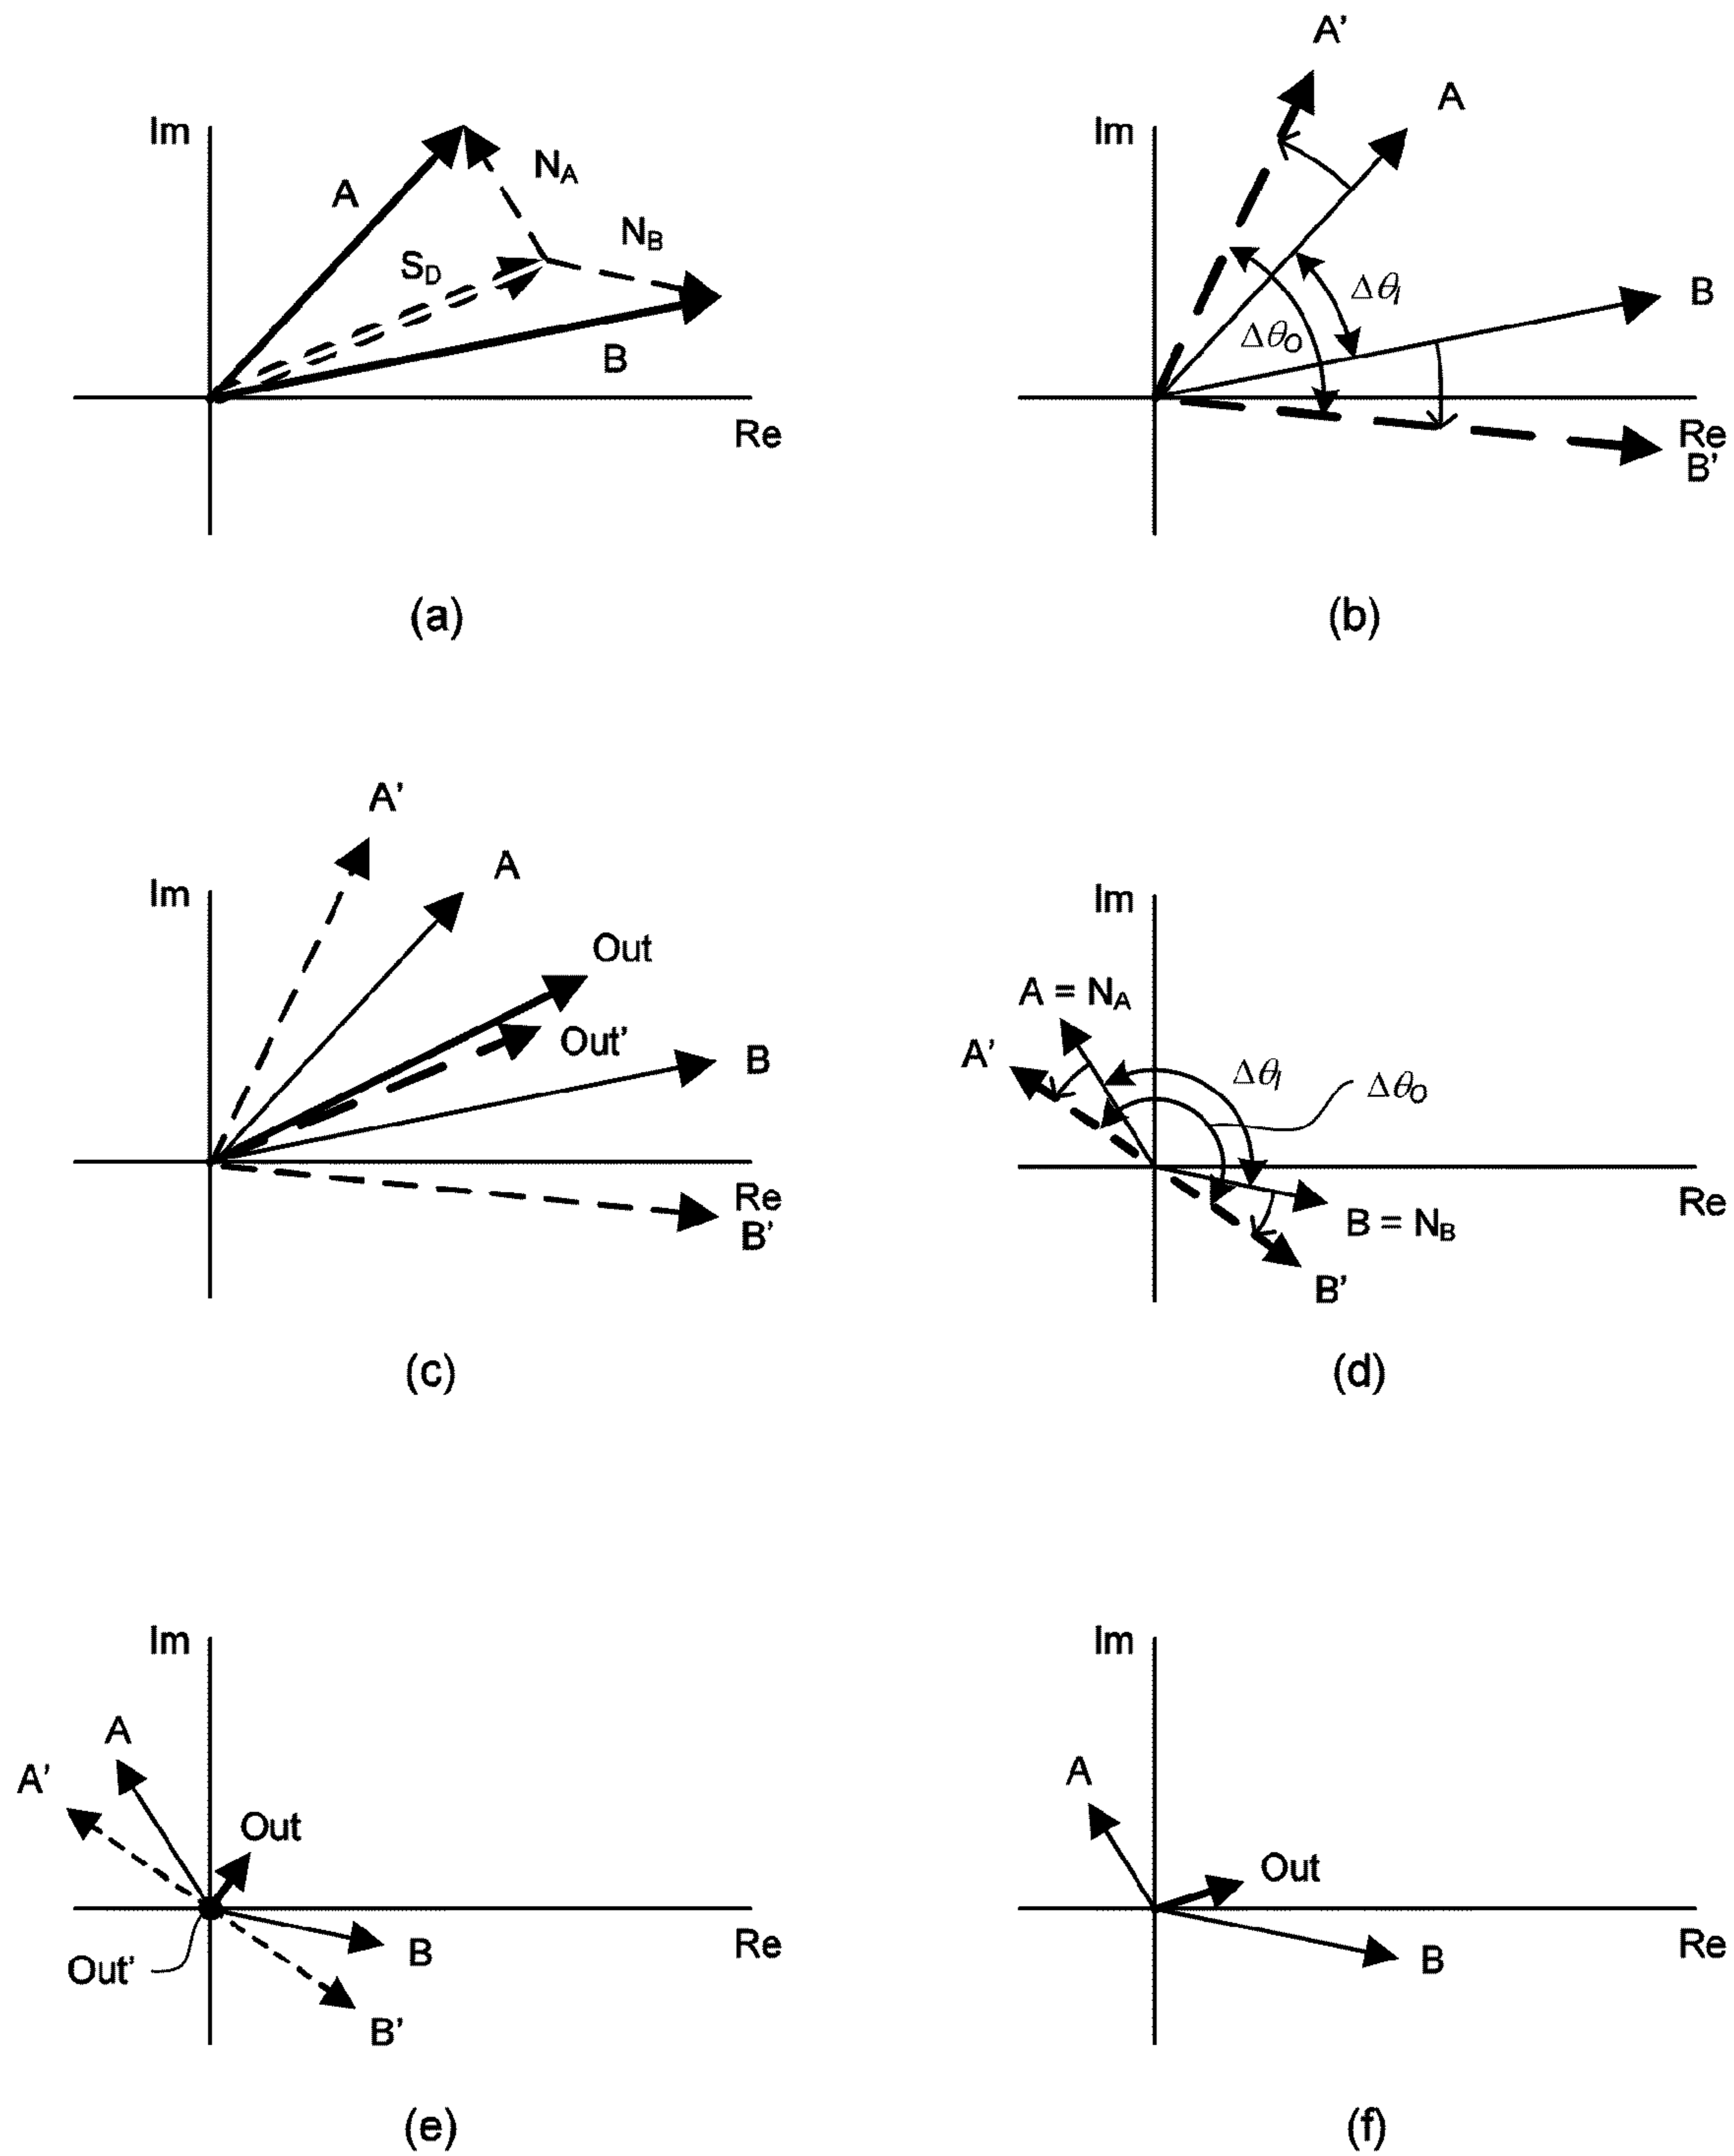 Im
A
N_A
N_B
S_D
B
Re
(a)
A'
A
Im
B
Δθ_I
Δθ_O
Re
B'
(b)
A'
A
Im
Out
Out'
B
Re
B'
(c)
Im
A = N_A
A'
Δθ_I
Δθ_O
Re
B = N_B
B'
(d)
Im
A
A'
Out
Re
B
Out'
B'
(e)
Im
A
Out
Re
B
(f)